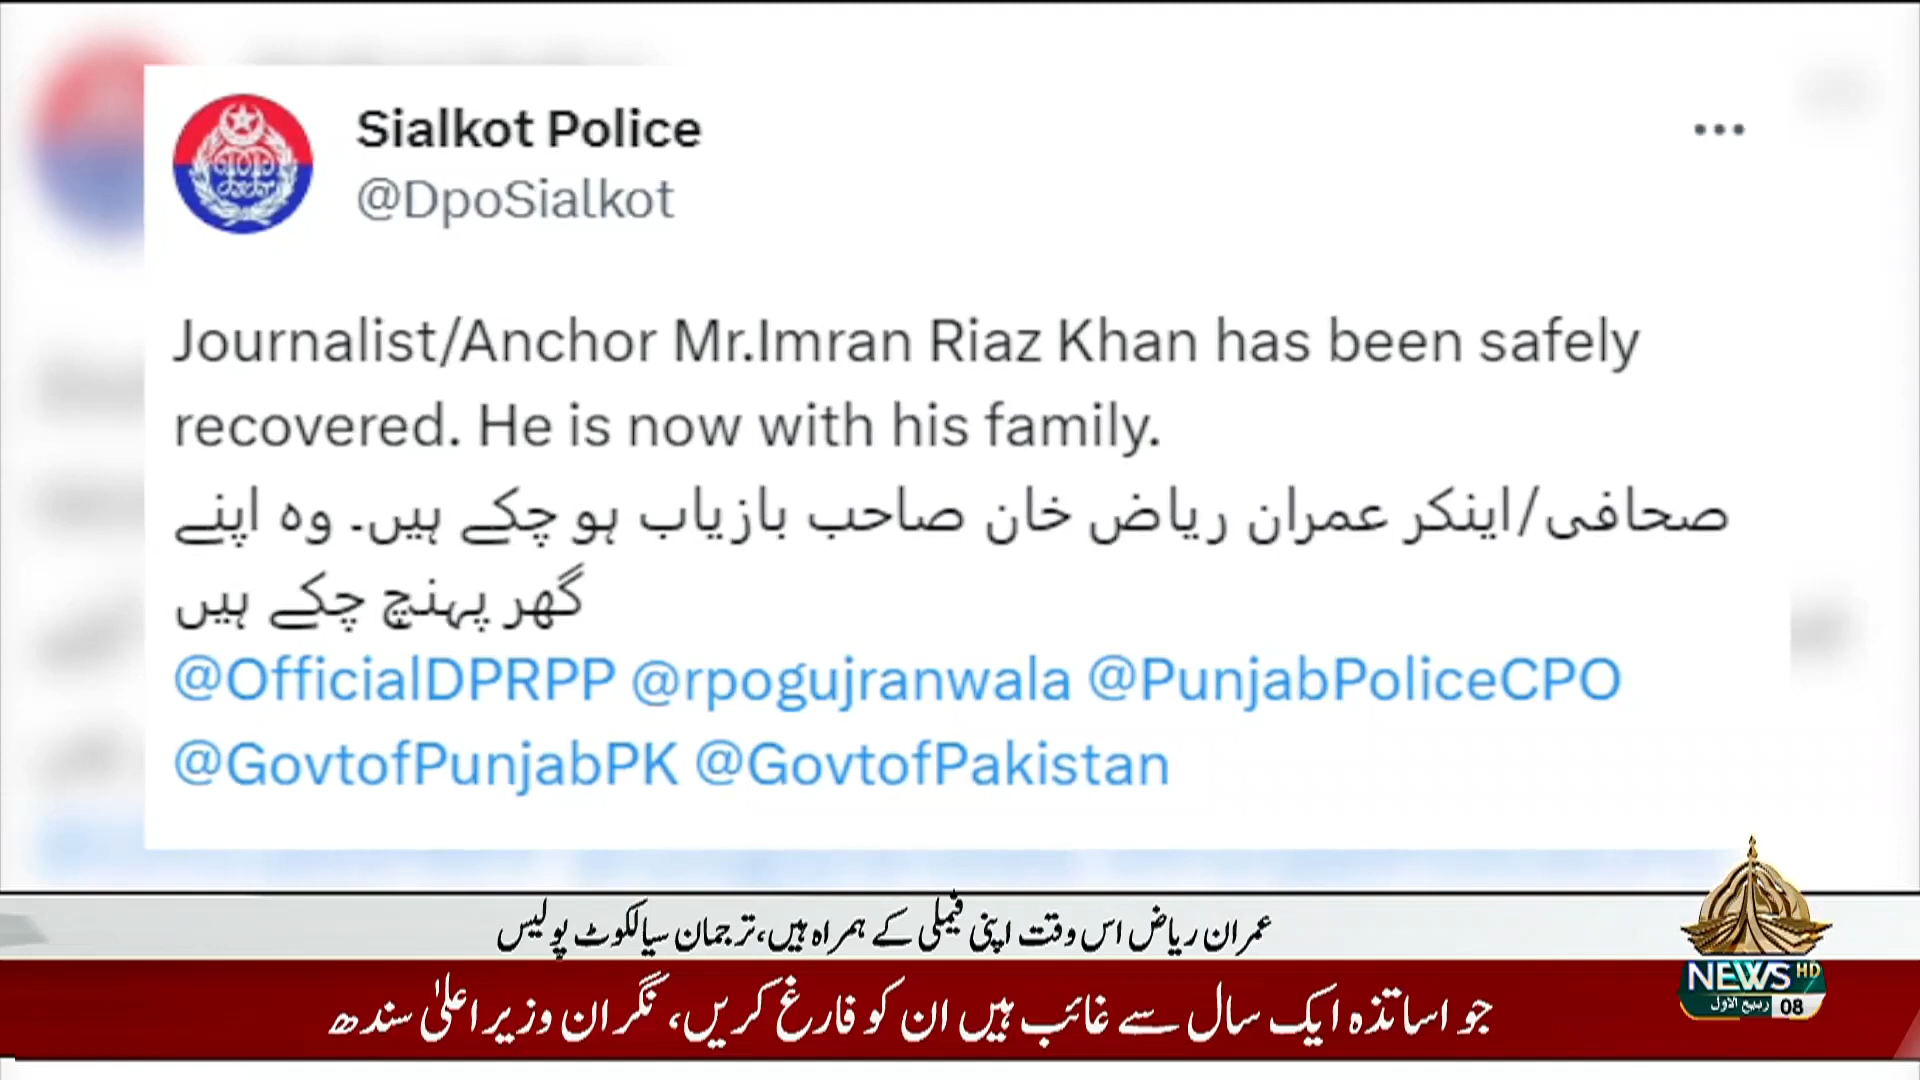 Sialkot Police
@DpoSialkot
Journalist/Anchor Mr.Imran Riaz Khan has been safely
recovered. He is now with his family.
صحافی/اینکر عمران ریاض خان صاحب بازیاب ہو چکے ہیں۔ وہ اپنے
گھر پہنچ چکے ہیں
@OfficialDPRPP @rpogujranwala @PunjabPoliceCPO
@GovtofPunjabPK @GovtofPakistan
عمران ریاض اس وقت اپنی فیملی کے ہمراہ ہیں، ترجمان سیالکوٹ پولیس
جو اساتذہ ایک سال سے غائب ہیں ان کو فارغ کریں، نگران وزیراعلیٰ سندھ
NEWS HD
08 ربیع الاول